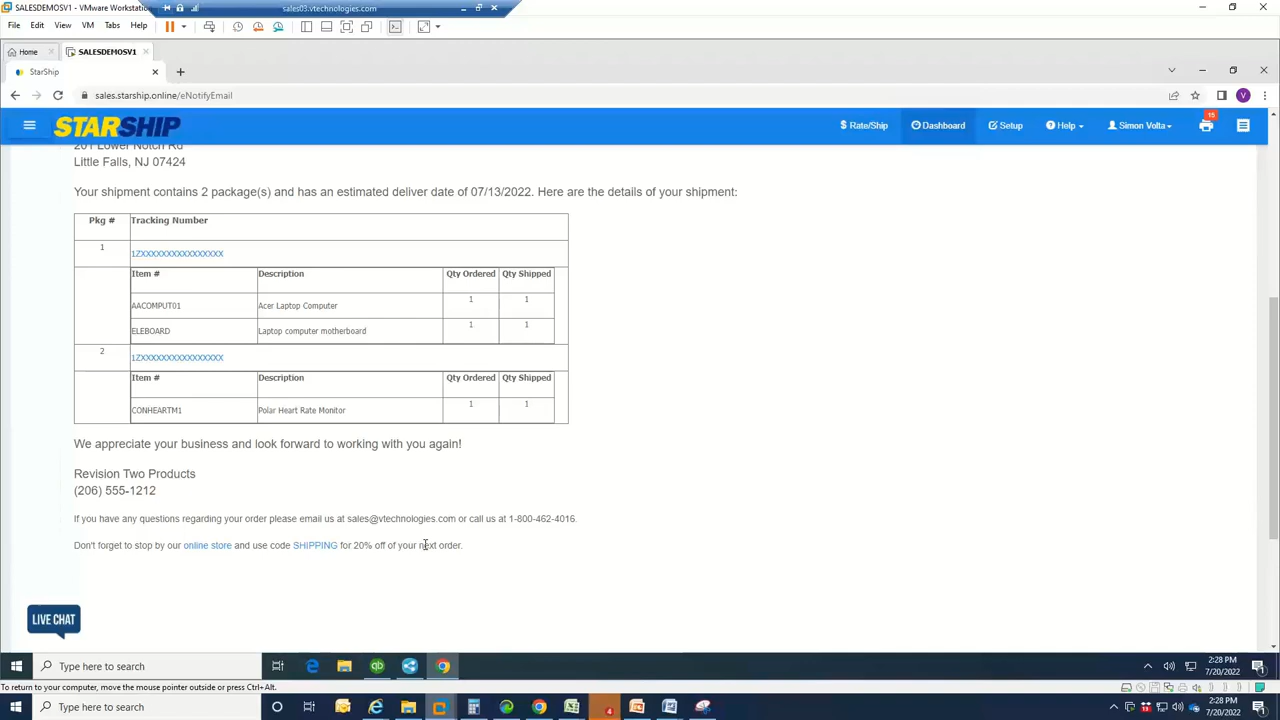 SALESDEMOSV1 - VMware Workstatio
sales03.vtechnologies.com
File Edit View VM Tabs Help
Home SALESDEMOSV1
StarShip
sales.starship.online/eNotifyEmail
V
STARSHIP
$ Rate/Ship
Dashboard
Setup
Help
Simon Volta
15
201 Lower Notch Rd
Little Falls, NJ 07424
Your shipment contains 2 package(s) and has an estimated deliver date of 07/13/2022. Here are the details of your shipment:
Pkg # Tracking Number
1 1ZXXXXXXXXXXXXXXXX
Item # Description Qty Ordered Qty Shipped
AACOMPUT01 Acer Laptop Computer 1 1
ELEBOARD Laptop computer motherboard 1 1
2 1ZXXXXXXXXXXXXXXXX
Item # Description Qty Ordered Qty Shipped
CONHEARTM1 Polar Heart Rate Monitor 1 1
We appreciate your business and look forward to working with you again!
Revision Two Products
(206) 555-1212
If you have any questions regarding your order please email us at sales@vtechnologies.com or call us at 1-800-462-4016.
Don't forget to stop by our online store and use code SHIPPING for 20% off of your next order.
LIVE CHAT
Type here to search
qb
2:28 PM
7/20/2022
To return to your computer, move the mouse pointer outside or press Ctrl+Alt.
Type here to search
4
2:28 PM
7/20/2022